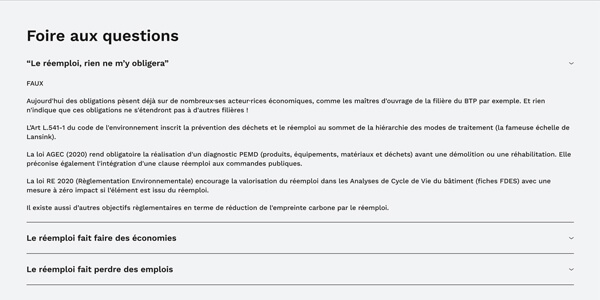 Foire aux questions
“Le réemploi, rien ne m’y obligera”
FAUX
Aujourd'hui des obligations pèsent déjà sur de nombreux·ses acteur·rices économiques, comme les maîtres d'ouvrage de la filière du BTP par exemple. Et rien
n'indique que ces obligations ne s'étendront pas à d'autres filières !
L'Art L.541-1 du code de l'environnement inscrit la prévention des déchets et le réemploi au sommet de la hiérarchie des modes de traitement (la fameuse échelle de
Lansink).
La loi AGEC (2020) rend obligatoire la réalisation d'un diagnostic PEMD (produits, équipements, matériaux et déchets) avant une démolition ou une réhabilitation. Elle
préconise également l'intégration d'une clause réemploi aux commandes publiques.
La loi RE 2020 (Règlementation Environnementale) encourage la valorisation du réemploi dans les Analyses de Cycle de Vie du bâtiment (fiches FDES) avec une
mesure à zéro impact si l'élément est issu du réemploi.
Il existe aussi d'autres objectifs règlementaires en terme de réduction de l'empreinte carbone par le réemploi.
Le réemploi fait faire des économies
Le réemploi fait perdre des emplois